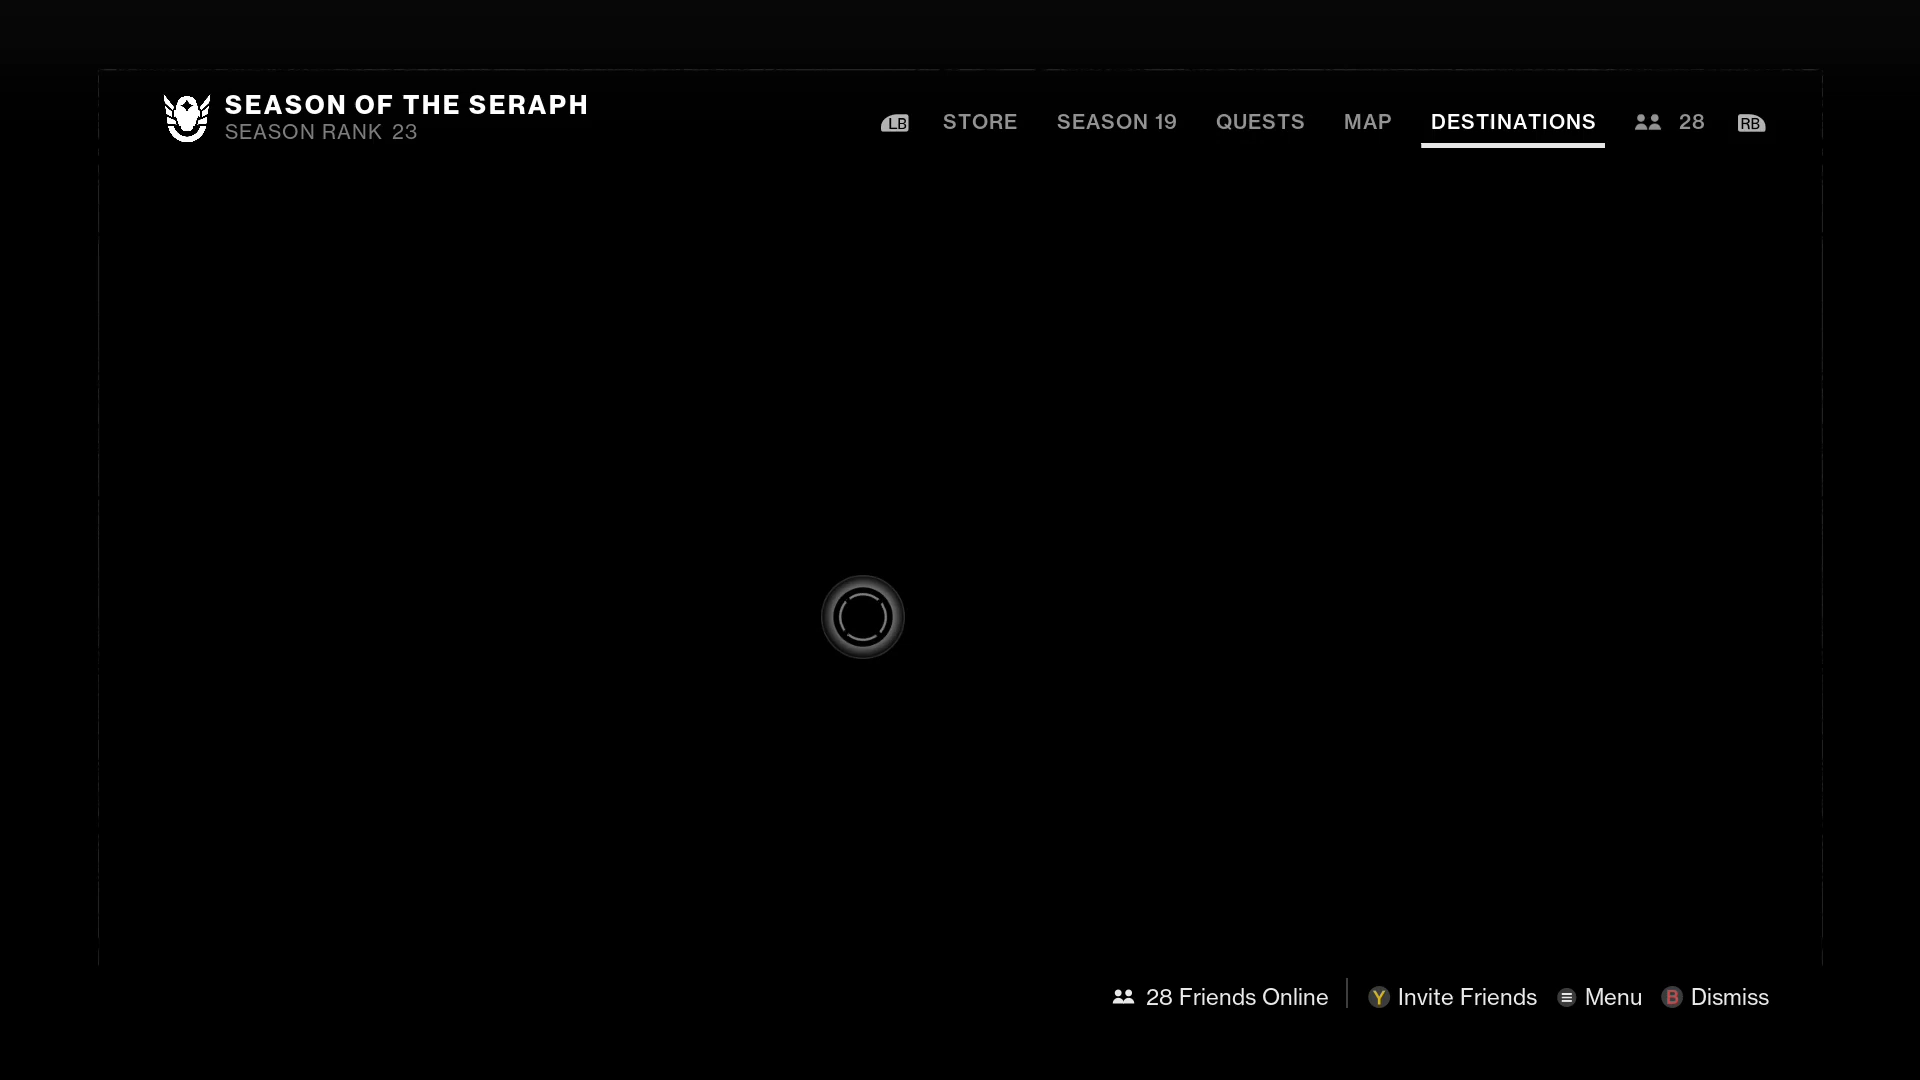 SEASON OF THE SERAPH
SEASON RANK 23
LB STORE SEASON 19 QUESTS MAP DESTINATIONS 28 RB
28 Friends Online Y Invite Friends Menu B Dismiss